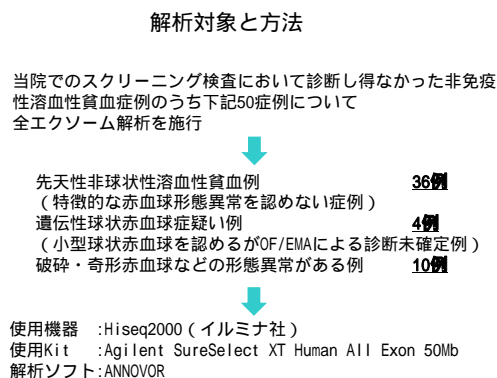 解析対象と方法
当院でのスクリーニング検査において診断し得なかった非免疫
性溶血性貧血症例のうち下記50症例について
全エクソーム解析を施行
先天性非球状性溶血性貧血例 36例
(特徴的な赤血球形態異常を認めない症例)
遺伝性球状赤血球症疑い例 4例
(小型球状赤血球を認めるがOF/EMAによる診断未確定例)
破砕・奇形赤血球などの形態異常がある例 10例
使用機器 :Hiseq2000(イルミナ社)
使用Kit :Agilent SureSelect XT Human All Exon 50Mb
解析ソフト:ANNOVOR